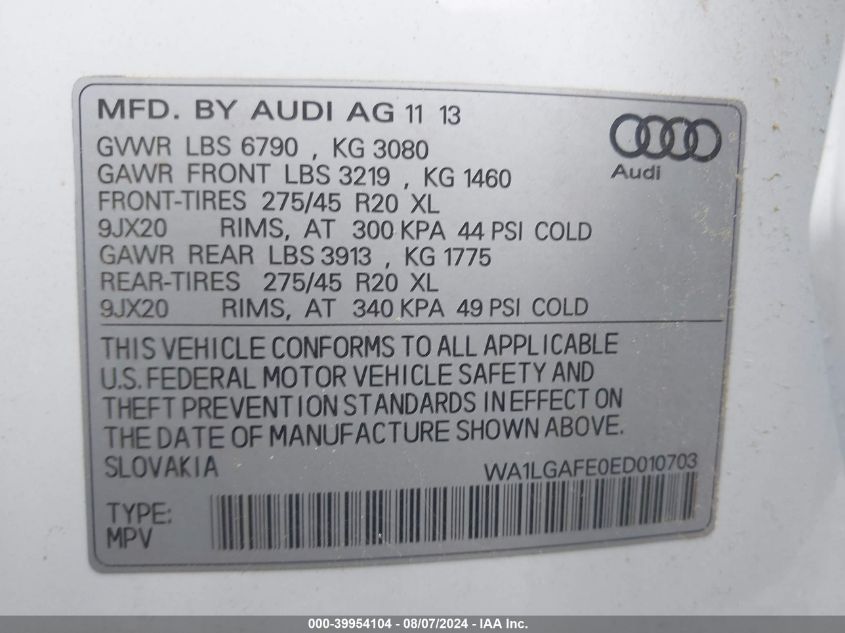 MFD. BY AUDI AG 11 13
GVWR LBS 6790 , KG 3080
GAWR FRONT LBS 3219 , KG 1460
FRONT-TIRES 275/45 R20 XL
9JX20 RIMS, AT 300 KPA 44 PSI COLD
GAWR REAR LBS 3913 , KG 1775
REAR-TIRES 275/45 R20 XL
9JX20 RIMS, AT 340 KPA 49 PSI COLD
Audi
THIS VEHICLE CONFORMS TO ALL APPLICABLE
U.S. FEDERAL MOTOR VEHICLE SAFETY AND
THEFT PREVENTION STANDARDS IN EFFECT ON
THE DATE OF MANUFACTURE SHOWN ABOVE.
SLOVAKIA WA1LGAFE0ED010703
TYPE:
MPV
000-39954104 - 08/07/2024 - IAA Inc.